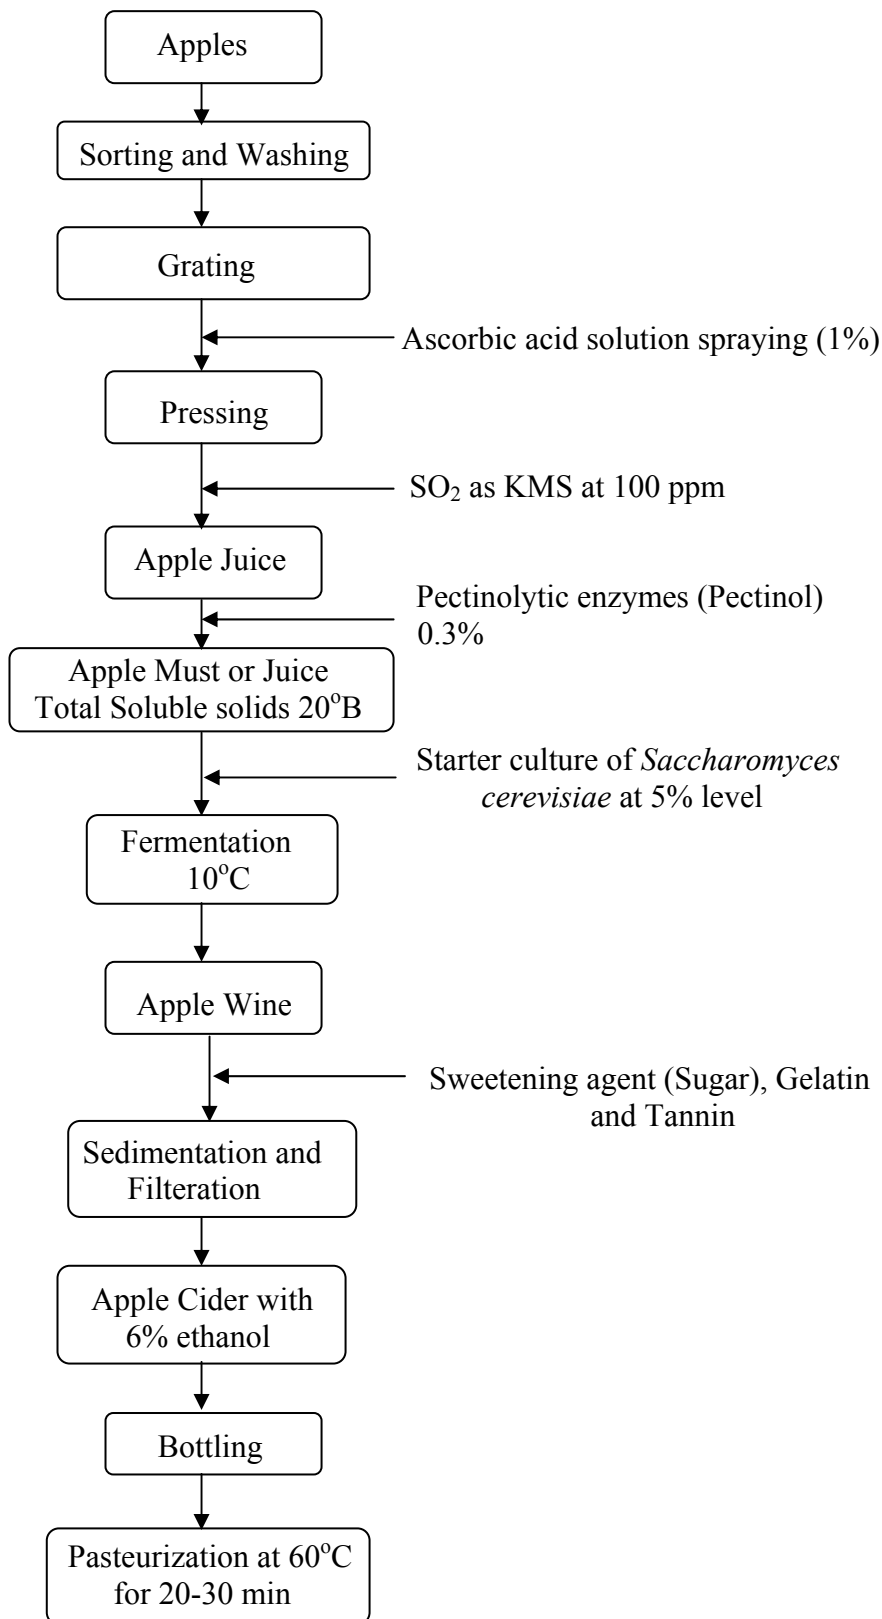 Apples
Sorting and Washing
Grating
Ascorbic acid solution spraying (1%)
Pressing
SO₂ as KMS at 100 ppm
Apple Juice
Pectinolytic enzymes (Pectinol)
0.3%
Apple Must or Juice
Total Soluble solids 20°B
Starter culture of Saccharomyces
cerevisiae at 5% level
Fermentation
10°C
Apple Wine
Sweetening agent (Sugar), Gelatin
and Tannin
Sedimentation and
Filteration
Apple Cider with
6% ethanol
Bottling
Pasteurization at 60°C
for 20-30 min